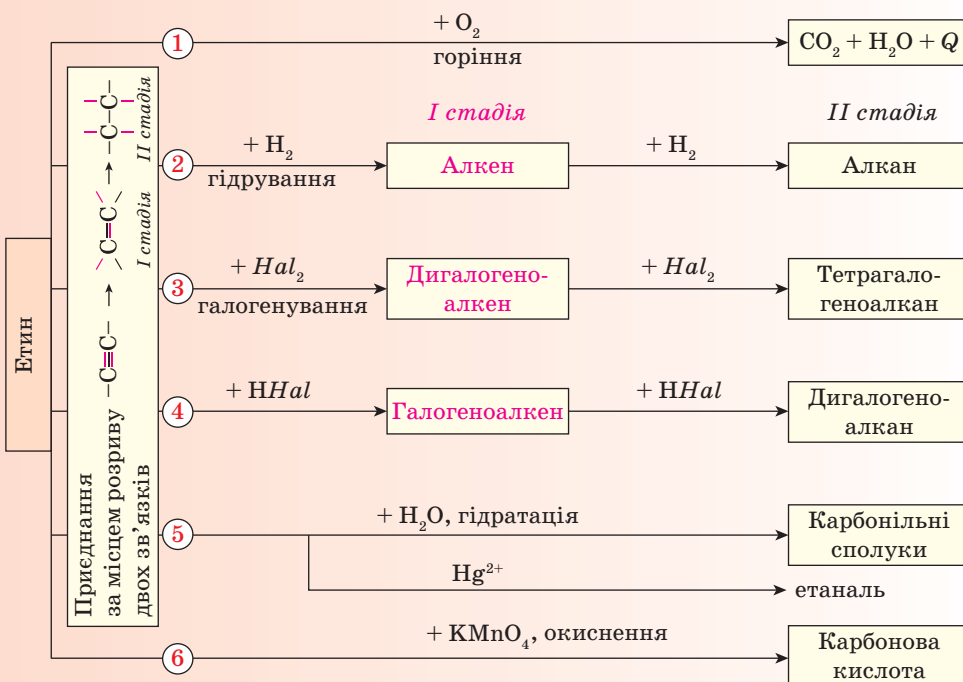 Етин
Приєднання
за місцем розриву
двох зв’язків
–C≡C–
C=C
I стадія
–C–C–
II стадія
1
+ O₂
горіння
CO₂ + H₂O + Q
I стадія
II стадія
2
+ H₂
гідрування
Алкен
+ H₂
Алкан
3
+ Hal₂
галогенування
Дигалогено-
алкен
+ Hal₂
Тетрагало-
геноалкан
4
+ HHal
Галогеноалкен
+ HHal
Дигалогено-
алкан
5
+ H₂O, гідратація
Карбонільні
сполуки
Hg²⁺
етаналь
6
+ KMnO₄, окиснення
Карбонова
кислота